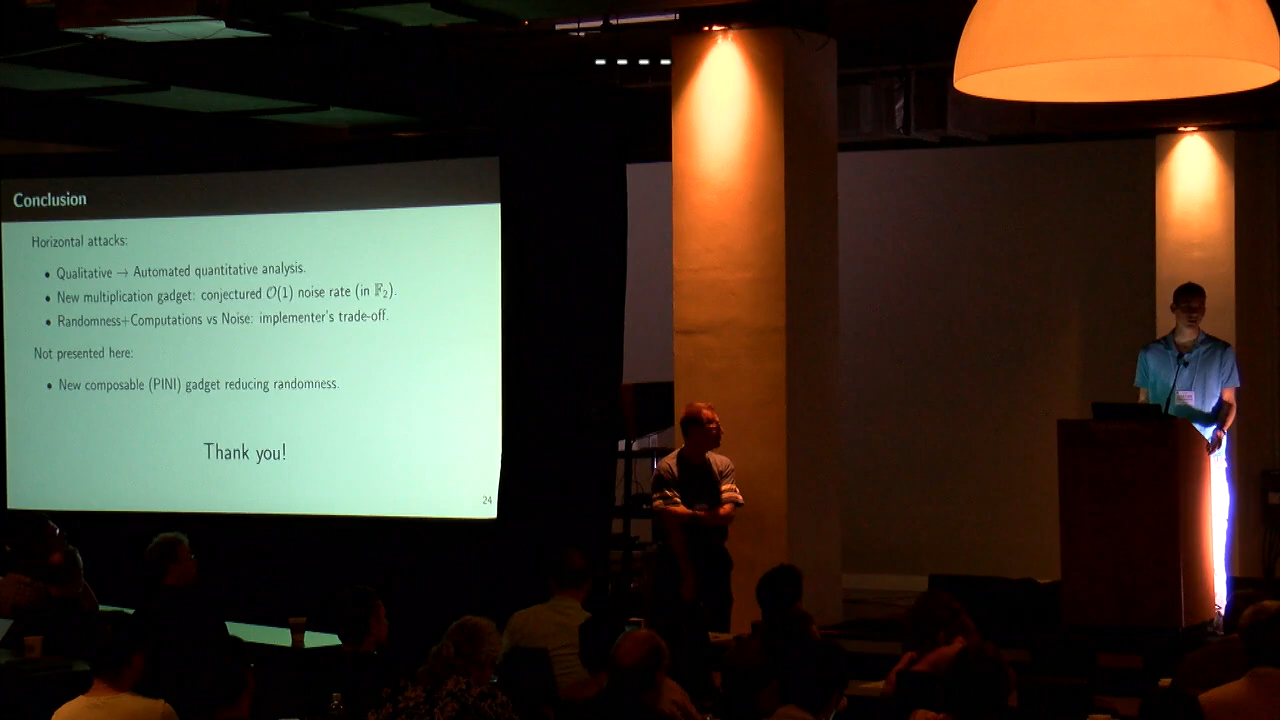 Conclusion
Horizontal attacks:
• Qualitative → Automated quantitative analysis.
• New multiplication gadget: conjectured 𝒪(1) noise rate (in 𝔽₂).
• Randomness+Computations vs Noise: implementer's trade-off.
Not presented here:
• New composable (PINI) gadget reducing randomness.
Thank you!
24